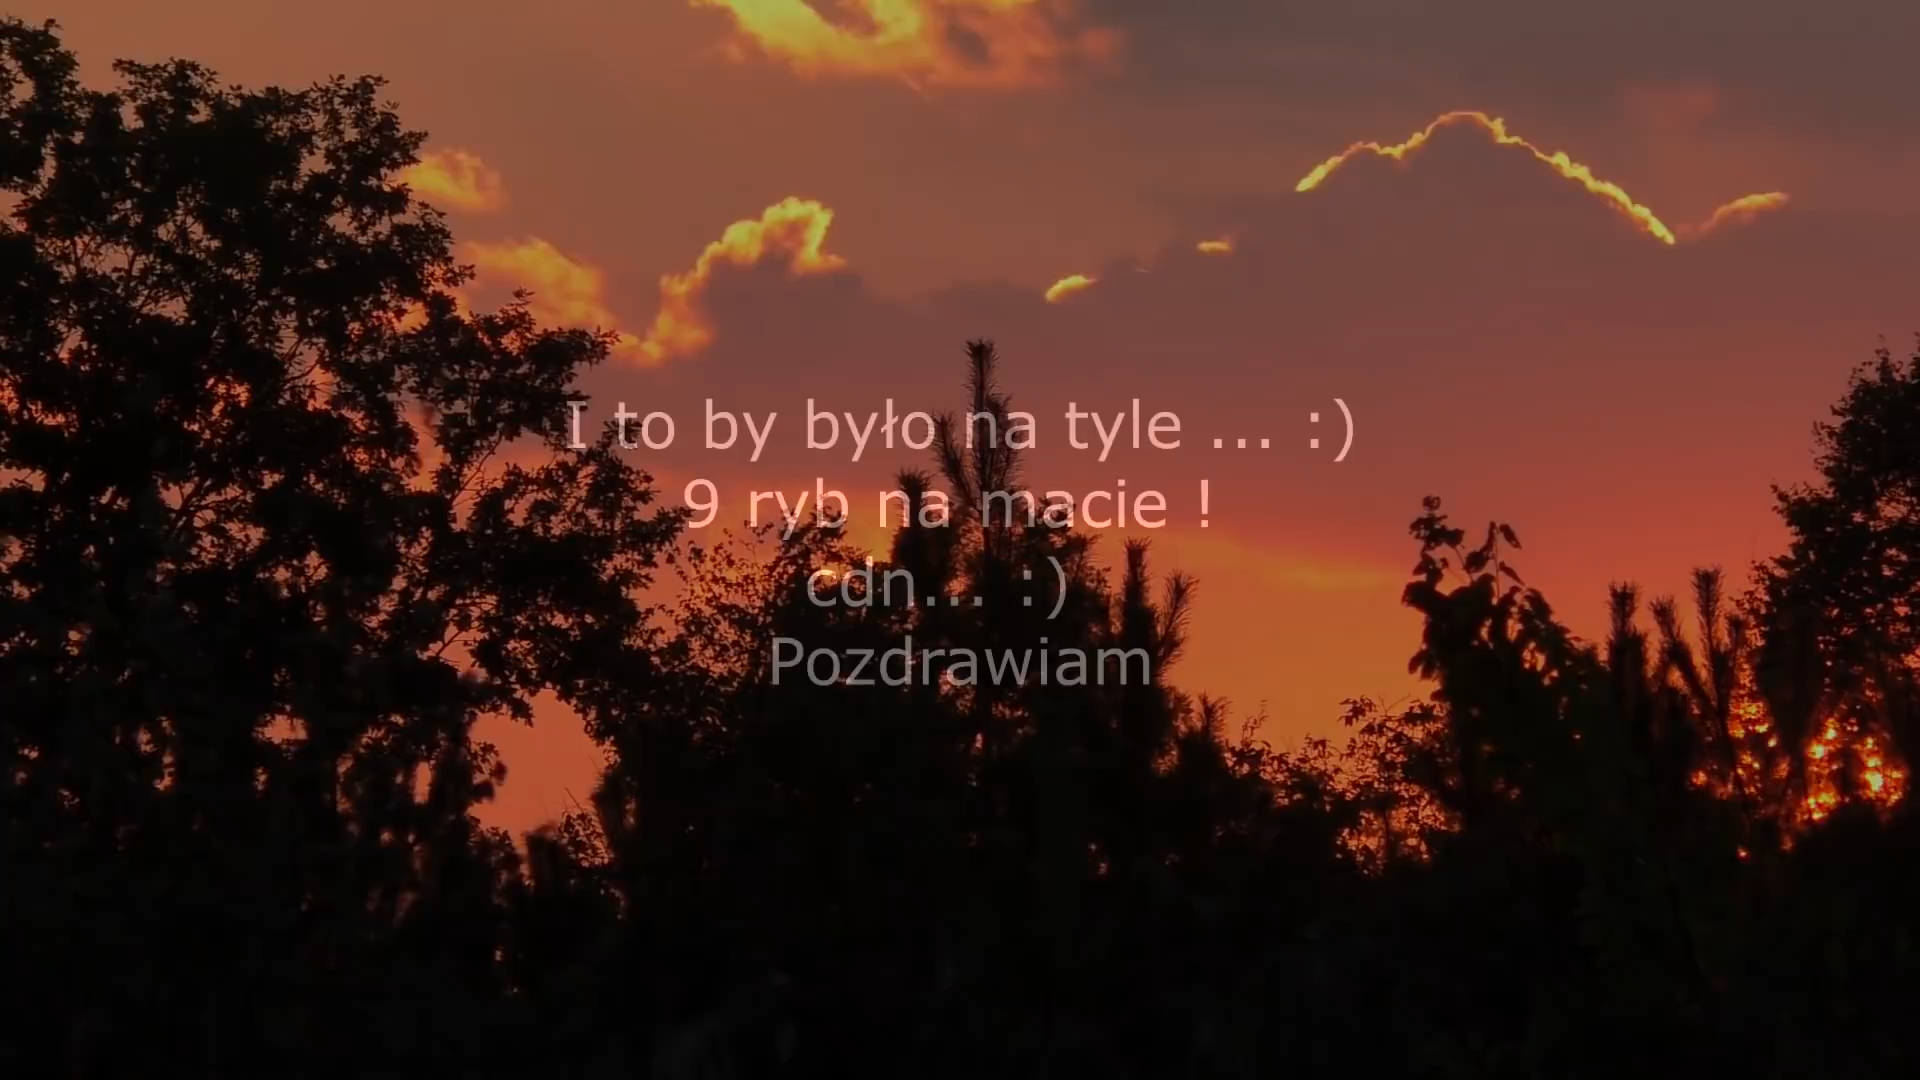 I to by było na tyle ... :)
9 ryb na macie !
cdn... :)
Pozdrawiam